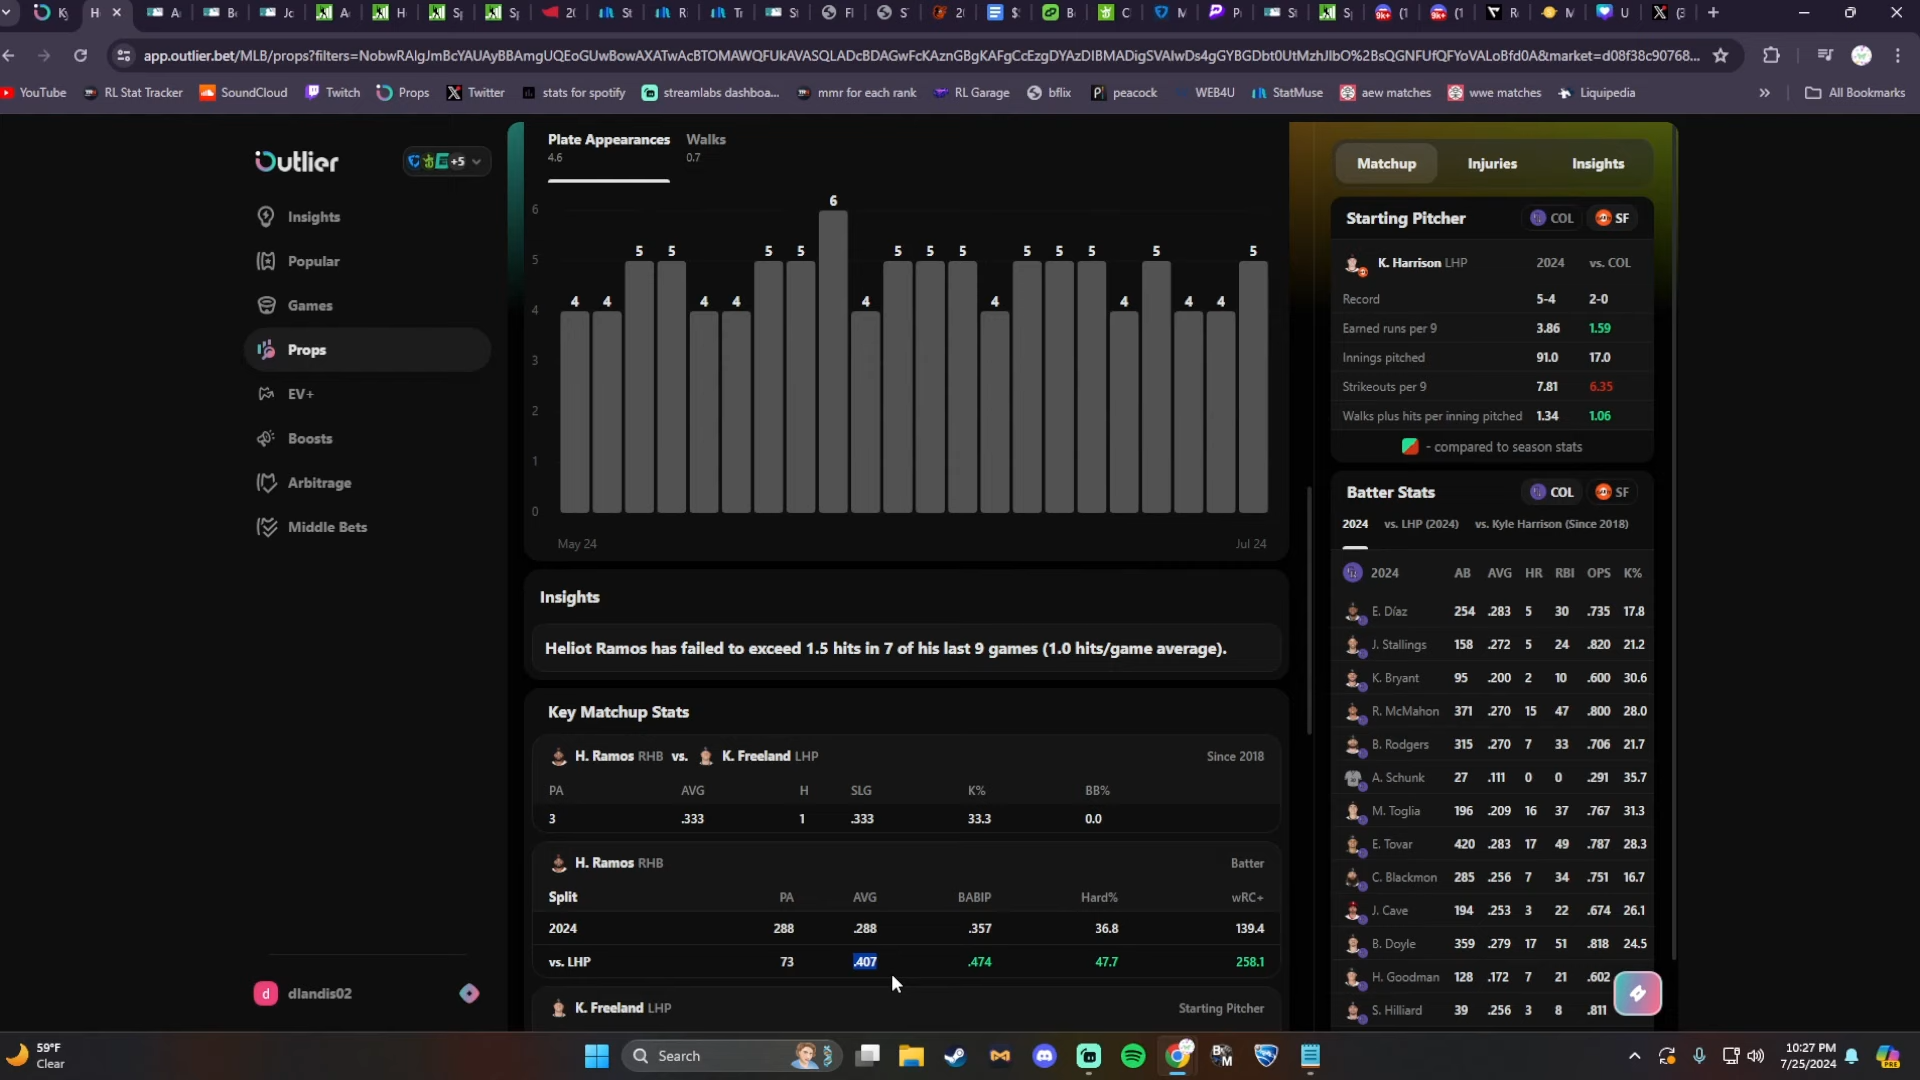 app.outlier.bet/MLB/props?filters=NobwRAlgJmBcYAUAyBBAmgUQEoGUwBowAXATwAcBTOMAWQFUkAVASQLADcBDAGwFcKAznGBgKAFgCcEzgDYAzDIBMADigSVAIwDs4gGYBGDbt0UtMzhJlbO%2BsQGNFUfQFYoVALoBfd0A&market=d08f38c90768...
YouTube RL Stat Tracker SoundCloud Twitch Props Twitter stats for spotify streamlabs dashboa... mmr for each rank RL Garage bflix peacock WEB4U StatMuse aew matches wwe matches Liquipedia » All Bookmarks
Outlier
+5
Insights
Popular
Games
Props
EV+
Boosts
Arbitrage
Middle Bets
d dlandis02
Plate Appearances Walks
4.6 0.7
6
5
4
3
2
1
0
4 4 5 5 4 4 5 5 6 4 5 5 5 4 5 5 5 4 5 4 4 5
May 24 Jul 24
Insights
Heliot Ramos has failed to exceed 1.5 hits in 7 of his last 9 games (1.0 hits/game average).
Key Matchup Stats
H. Ramos RHB vs. K. Freeland LHP Since 2018
PA AVG H SLG K% BB%
3 .333 1 .333 33.3 0.0
H. Ramos RHB Batter
Split PA AVG BABIP Hard% wRC+
2024 288 .288 .357 36.8 139.4
vs. LHP 73 .407 .474 47.7 258.1
K. Freeland LHP Starting Pitcher
Matchup Injuries Insights
Starting Pitcher COL SF
K. Harrison LHP 2024 vs. COL
Record 5-4 2-0
Earned runs per 9 3.86 1.59
Innings pitched 91.0 17.0
Strikeouts per 9 7.81 6.35
Walks plus hits per inning pitched 1.34 1.06
- compared to season stats
Batter Stats COL SF
2024 vs. LHP (2024) vs. Kyle Harrison (Since 2018)
2024 AB AVG HR RBI OPS K%
E. Díaz 254 .283 5 30 .735 17.8
J. Stallings 158 .272 5 24 .820 21.2
K. Bryant 95 .200 2 10 .600 30.6
R. McMahon 371 .270 15 47 .800 28.0
B. Rodgers 315 .270 7 33 .706 21.7
A. Schunk 27 .111 0 0 .291 35.7
M. Toglia 196 .209 16 37 .767 31.3
E. Tovar 420 .283 17 49 .787 28.3
C. Blackmon 285 .256 7 34 .751 16.7
J. Cave 194 .253 3 22 .674 26.1
B. Doyle 359 .279 17 51 .818 24.5
H. Goodman 128 .172 7 21 .602
S. Hilliard 39 .256 3 8 .811
59°F
Clear
Search
10:27 PM
7/25/2024